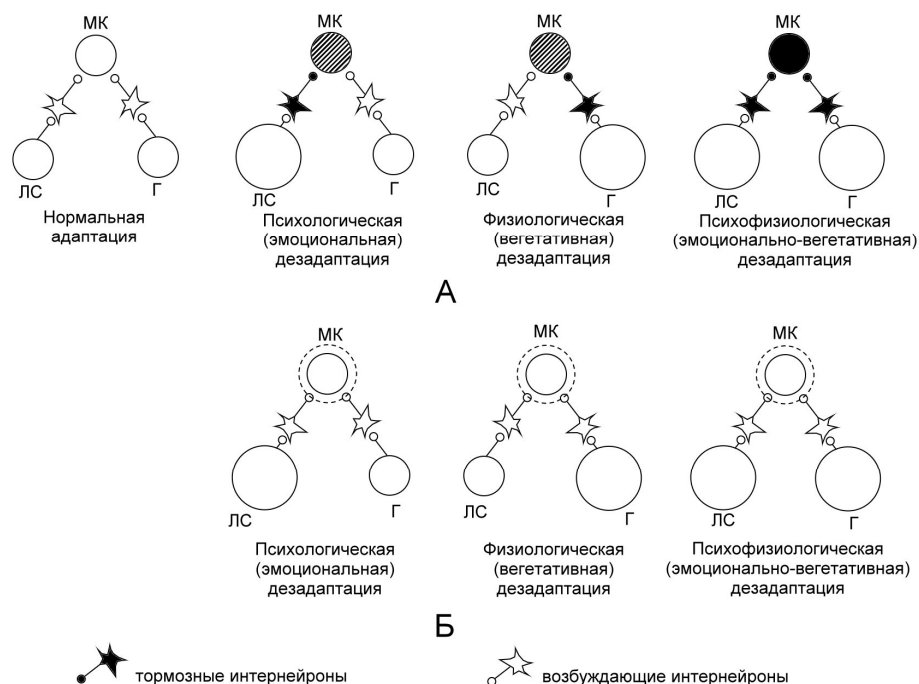 МК
МК
МК
МК
ЛС
Г
Нормальная
адаптация
ЛС
Г
Психологическая
(эмоциональная)
дезадаптация
ЛС
Г
Физиологическая
(вегетативная)
дезадаптация
ЛС
Г
Психофизиологическая
(эмоционально-вегетативная)
дезадаптация
А
МК
МК
МК
ЛС
Г
Психологическая
(эмоциональная)
дезадаптация
ЛС
Г
Физиологическая
(вегетативная)
дезадаптация
ЛС
Г
Психофизиологическая
(эмоционально-вегетативная)
дезадаптация
Б
тормозные интернейроны
возбуждающие интернейроны